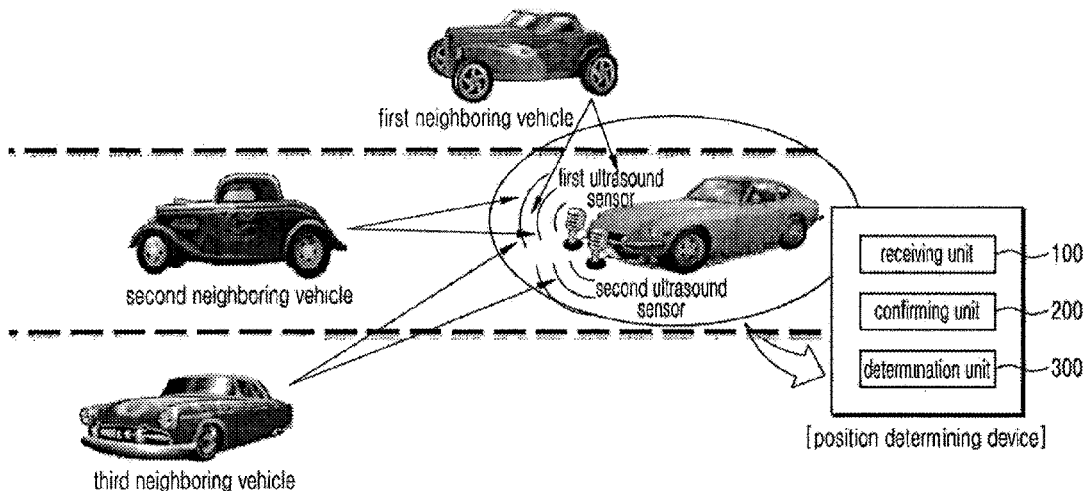 first neighboring vehicle
first ultrasound
sensor
second neighboring vehicle
second ultrasound
sensor
third neighboring vehicle
receiving unit
100
confirming unit
200
determination unit
300
[position determining device]